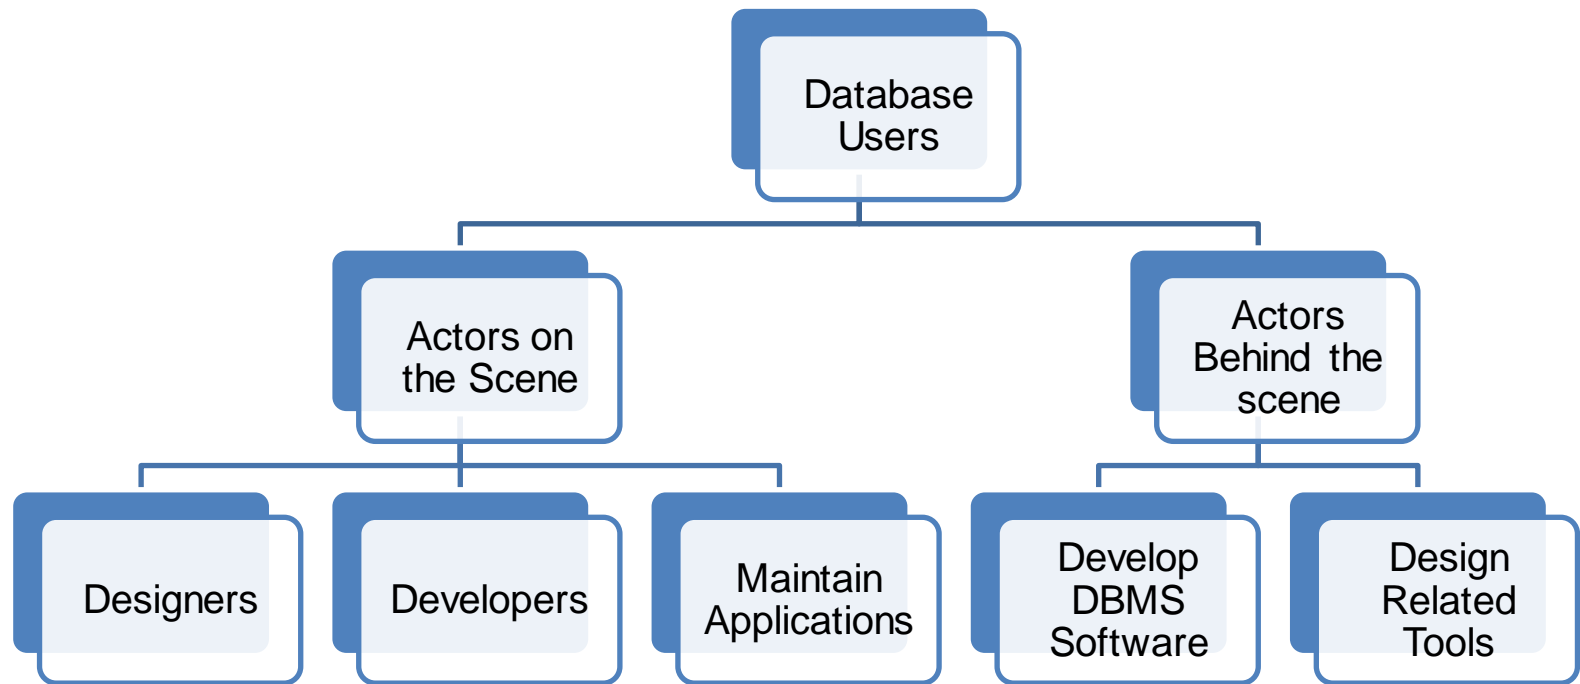 Database
Users
Actors on
the Scene
Actors
Behind the
scene
Designers
Developers
Maintain
Applications
Develop
DBMS
Software
Design
Related
Tools